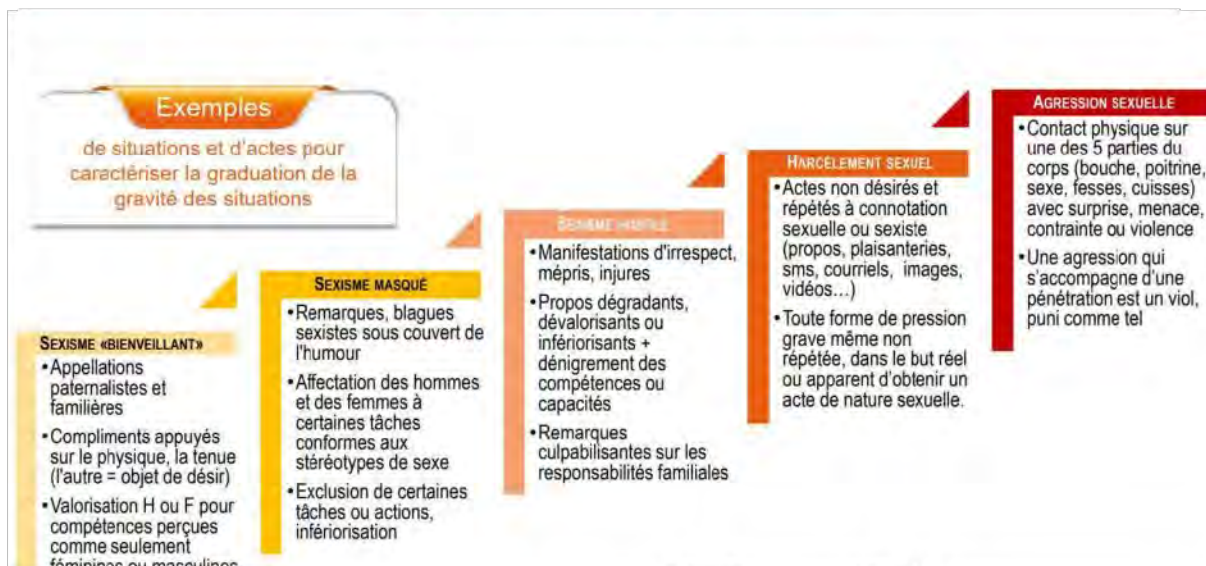 Exemples
de situations et d'actes pour
caractériser la graduation de la
gravité des situations
SEXISME «BIENVEILLANT»
•Appellations
paternalistes et
familières
•Compliments appuyés
sur le physique, la tenue
(l'autre = objet de désir)
•Valorisation H ou F pour
compétences perçues
comme seulement
féminines ou masculines
SEXISME MASQUÉ
•Remarques, blagues
sexistes sous couvert de
l'humour
•Affectation des hommes
et des femmes à
certaines tâches
conformes aux
stéréotypes de sexe
•Exclusion de certaines
tâches ou actions,
infériorisation
SEXISME HOSTILE
•Manifestations d'irrespect,
mépris, injures
•Propos dégradants,
dévalorisants ou
infériorisants +
dénigrement des
compétences ou
capacités
•Remarques
culpabilisantes sur les
responsabilités familiales
HARCÈLEMENT SEXUEL
•Actes non désirés et
répétés à connotation
sexuelle ou sexiste
(propos, plaisanteries,
sms, courriels, images,
vidéos…)
•Toute forme de pression
grave même non
répétée, dans le but réel
ou apparent d'obtenir un
acte de nature sexuelle.
AGRESSION SEXUELLE
•Contact physique sur
une des 5 parties du
corps (bouche, poitrine,
sexe, fesses, cuisses)
avec surprise, menace,
contrainte ou violence
•Une agression qui
s'accompagne d'une
pénétration est un viol,
puni comme tel